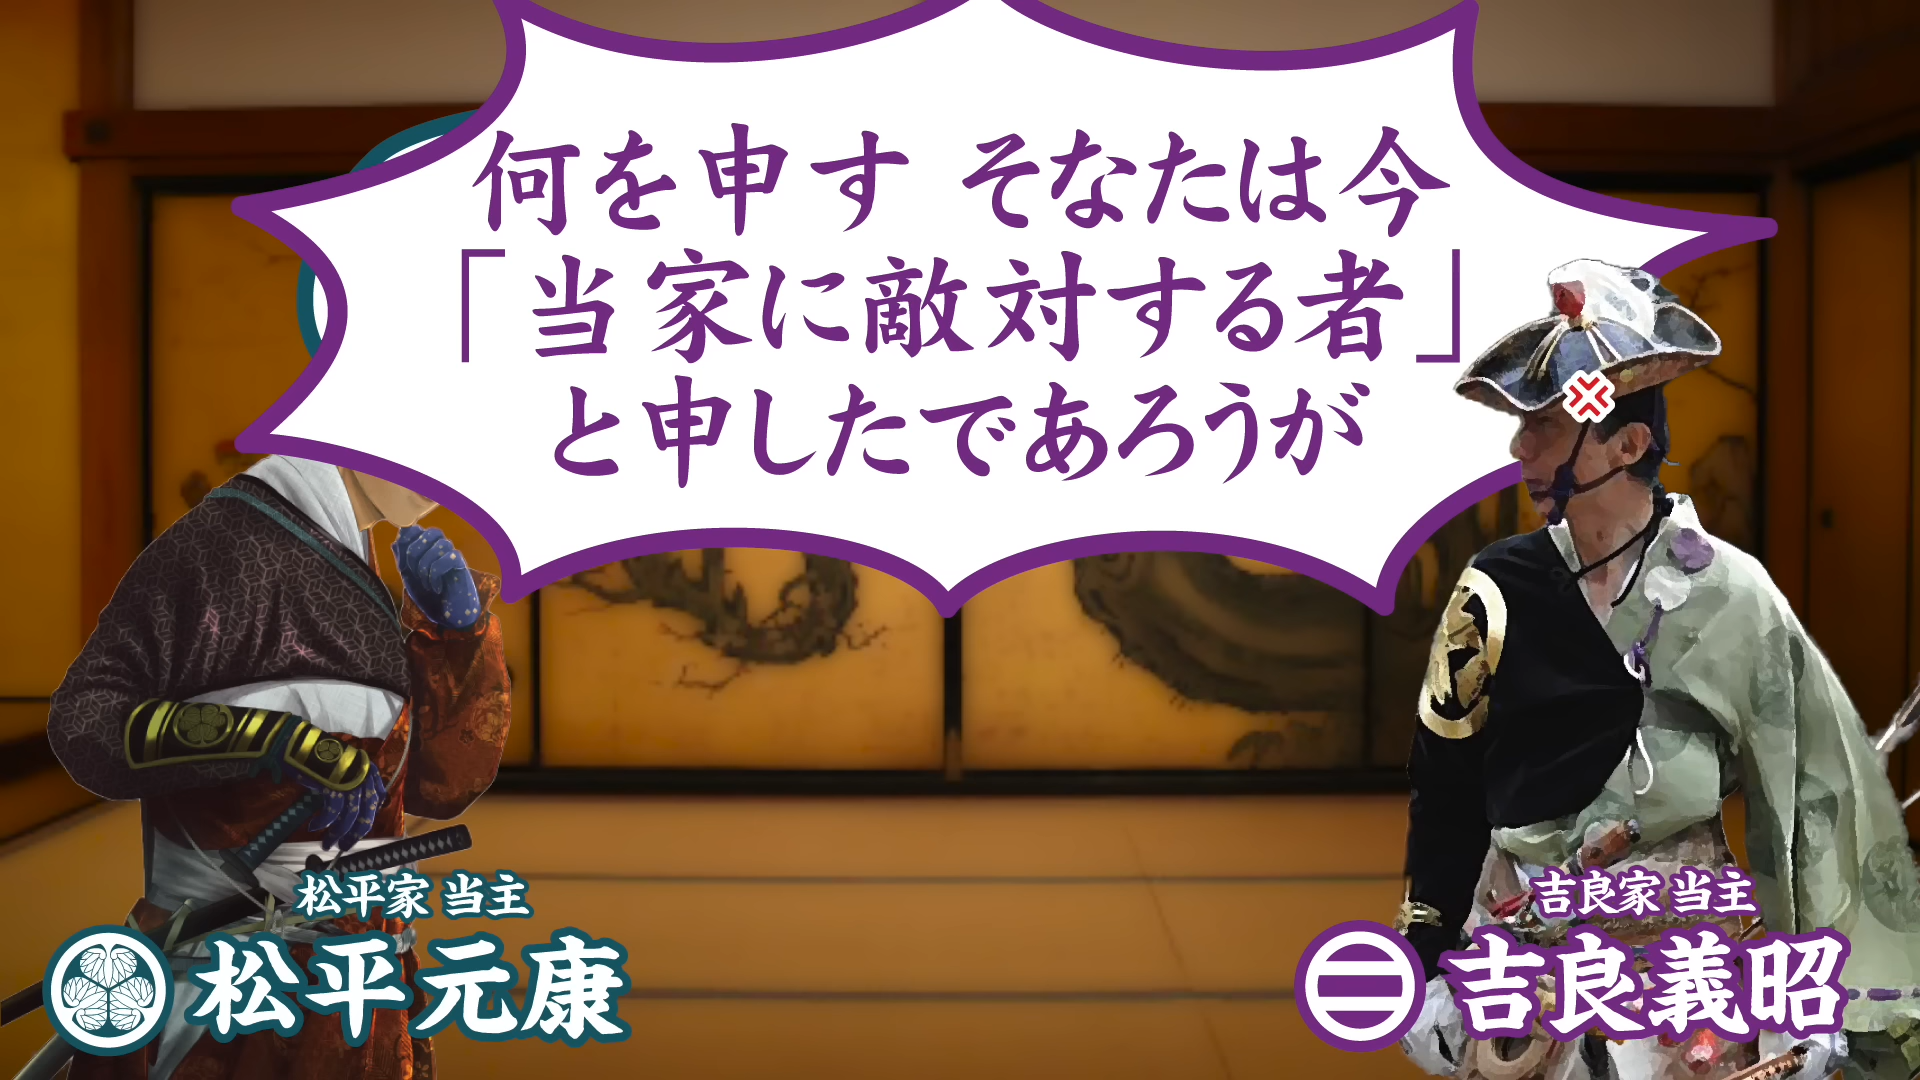 何を申す そなたは今
「当家に敵対する者」
と申したであろうが
松平家 当主
松平元康
吉良家 当主
吉良義昭